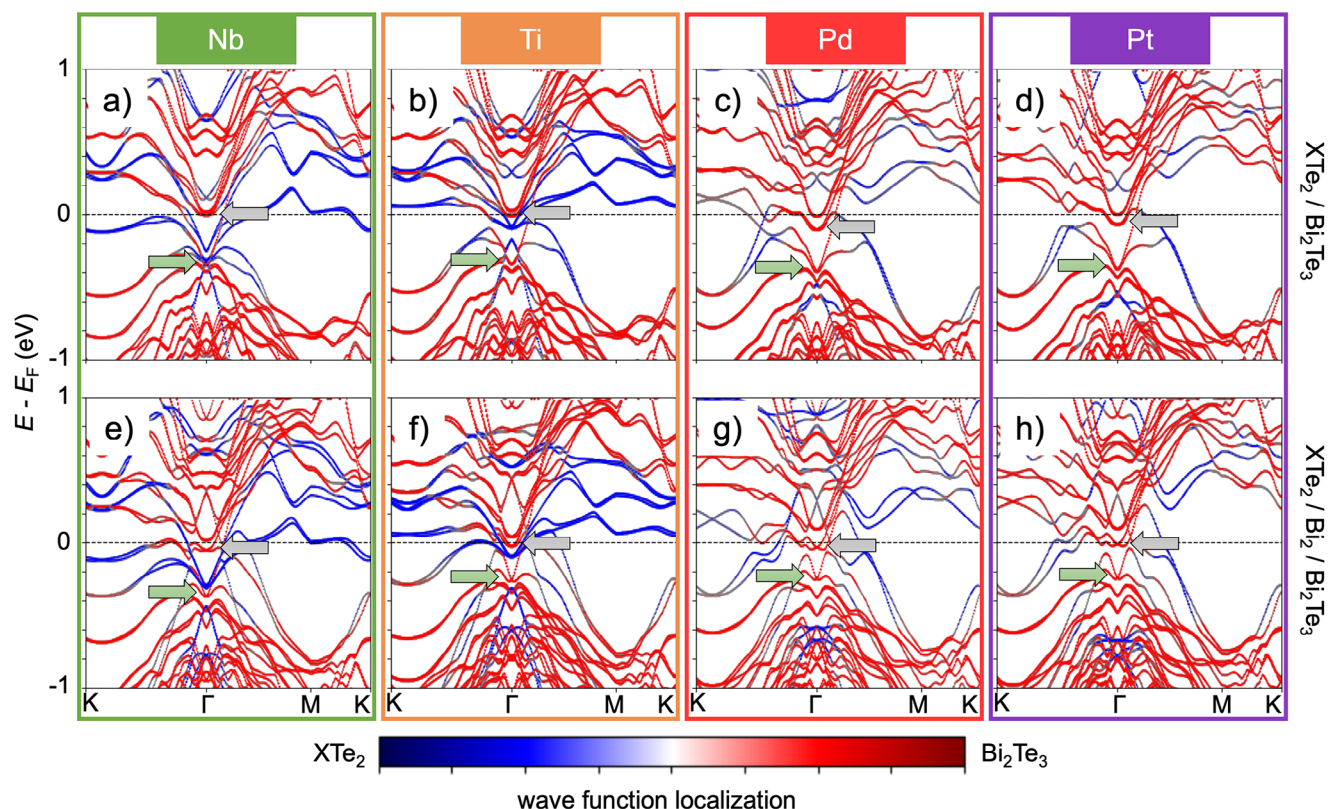 Nb Ti Pd Pt
1 a) b) c) d)
0
-1
XTe₂ / Bi₂Te₃
E - E_F (eV)
1 e) f) g) h)
0
-1
XTe₂ / Bi₂ / Bi₂Te₃
K Γ M K K Γ M K K Γ M K K Γ M K
XTe₂ Bi₂Te₃
wave function localization